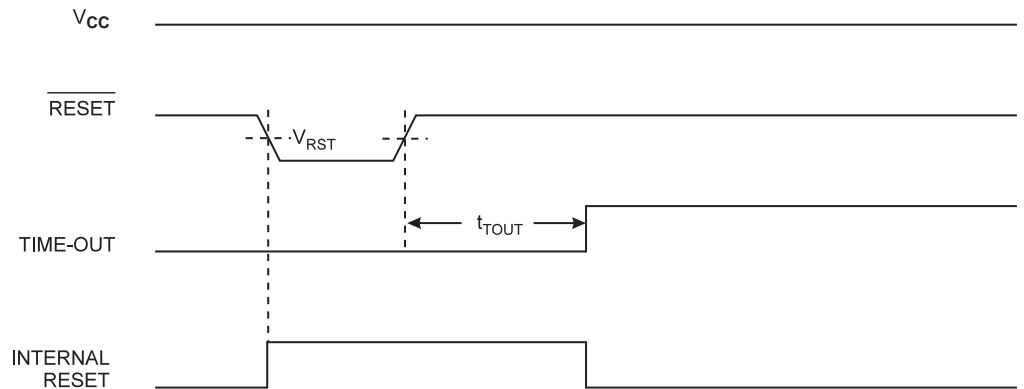 VCC
RESET
VRST
tTOUT
TIME-OUT
INTERNAL
RESET